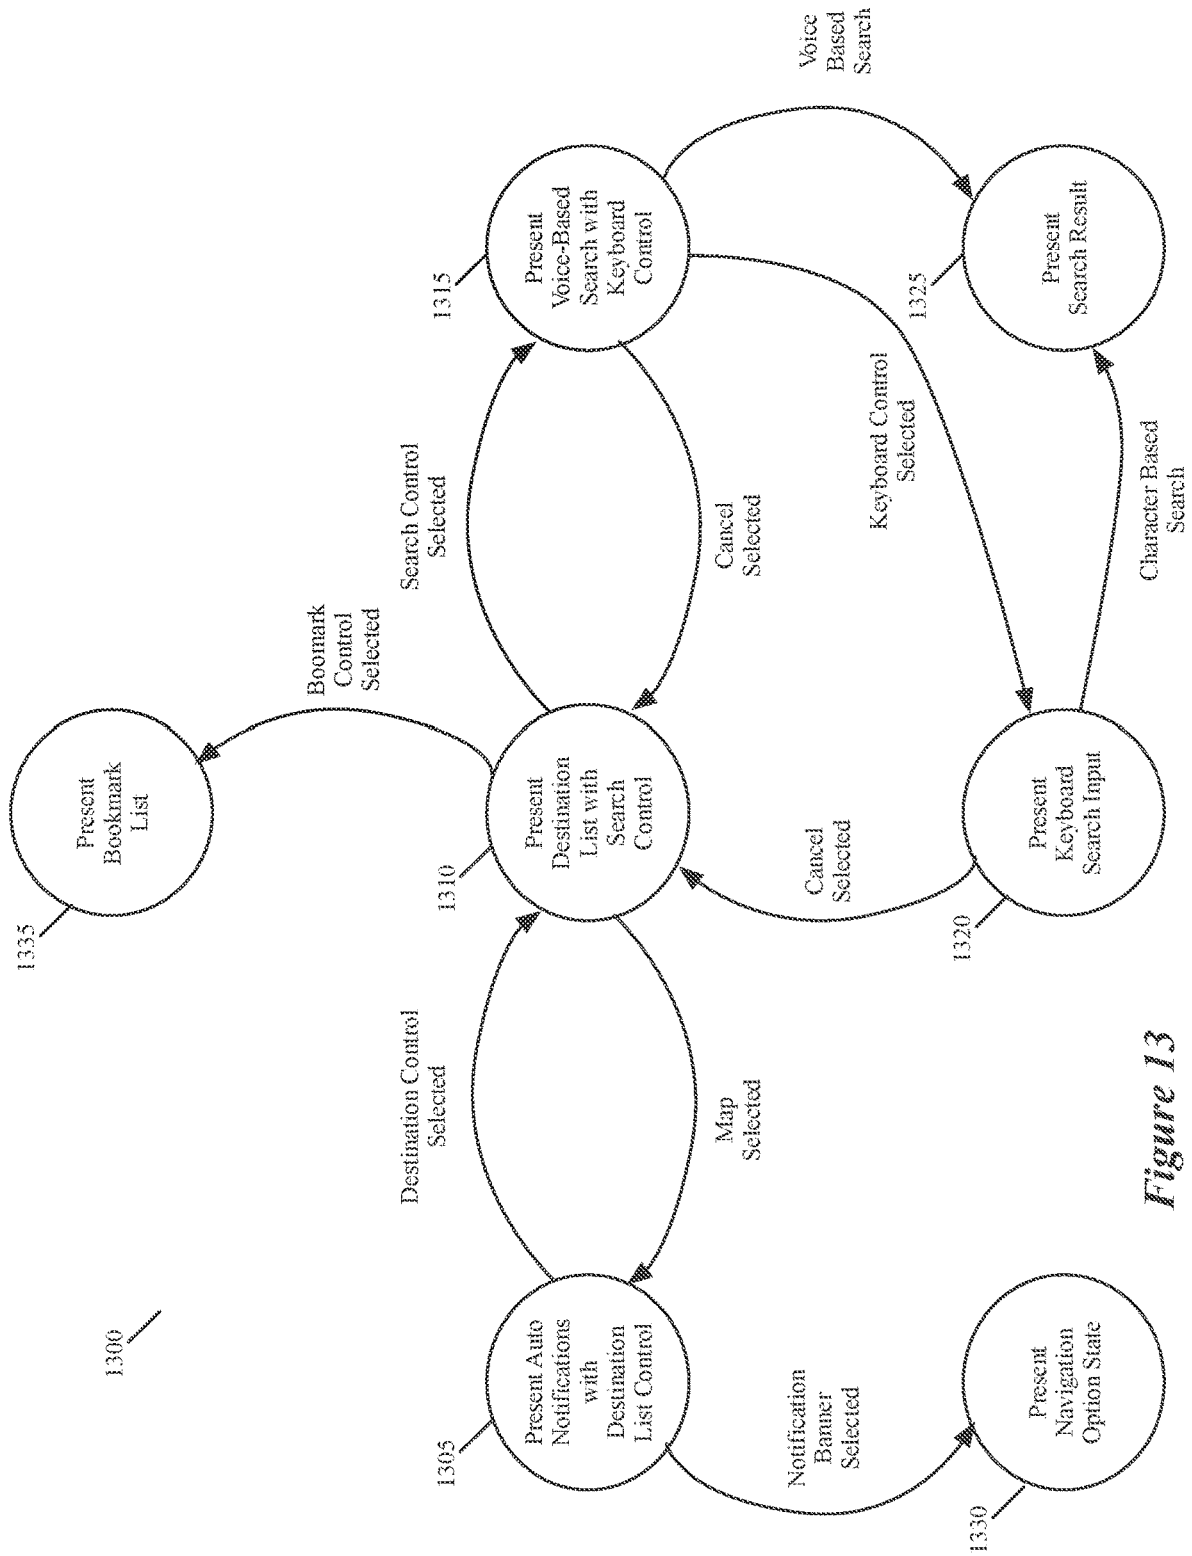 1300
1335
Present
Bookmark
List
Boomark
Control
Selected
1305
Present Auto
Notifications
with
Destination
List Control
Destination Control
Selected
Map
Selected
1310
Present
Destination
List with
Search
Control
Search Control
Selected
Cancel
Selected
1315
Present
Voice-Based
Search with
Keyboard
Control
Notification
Banner
Selected
Cancel
Selected
Keyboard Control
Selected
Voice
Based
Search
1330
Present
Navigation
Option State
1320
Present
Keyboard
Search Input
Character Based
Search
1325
Present
Search Result
Figure 13